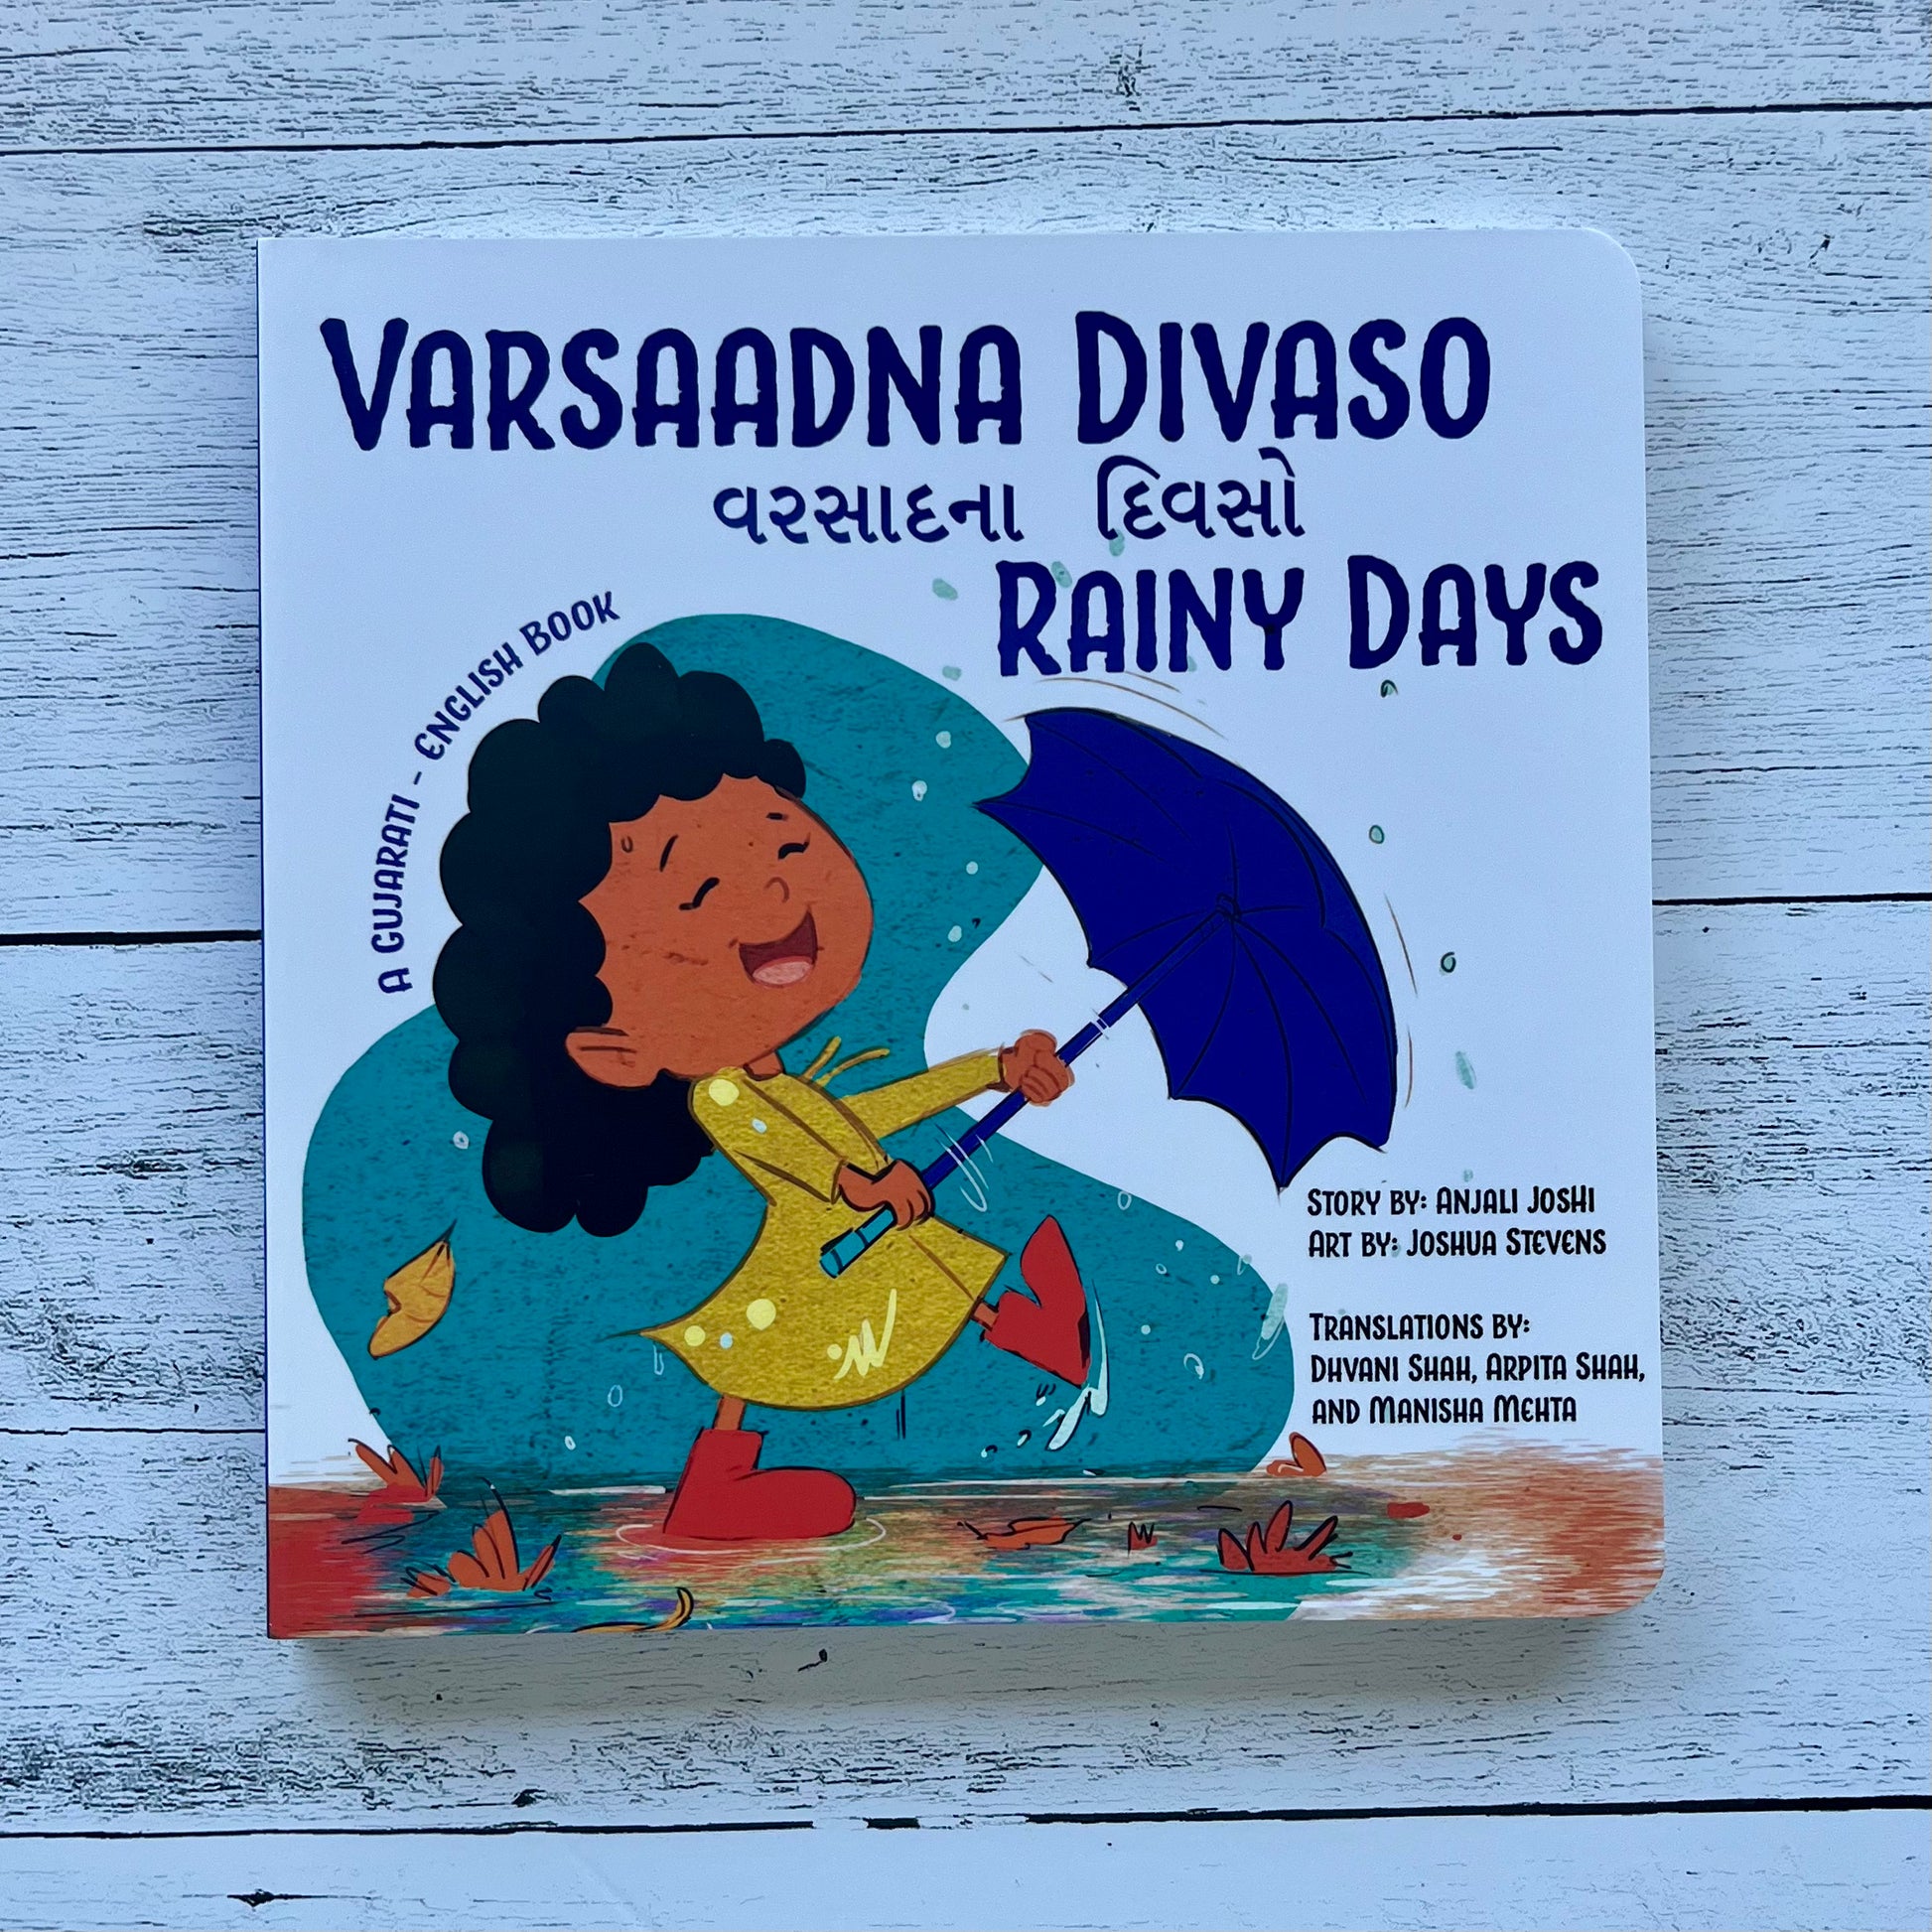 VARSAADNA DIVASO
વરસાદના દિવસો
RAINY DAYS
A GUJARATI - ENGLISH BOOK
STORY BY: ANJALI JOSHI
ART BY: JOSHUA STEVENS
TRANSLATIONS BY:
DHVANI SHAH, ARPITA SHAH,
AND MANISHA MEHTA